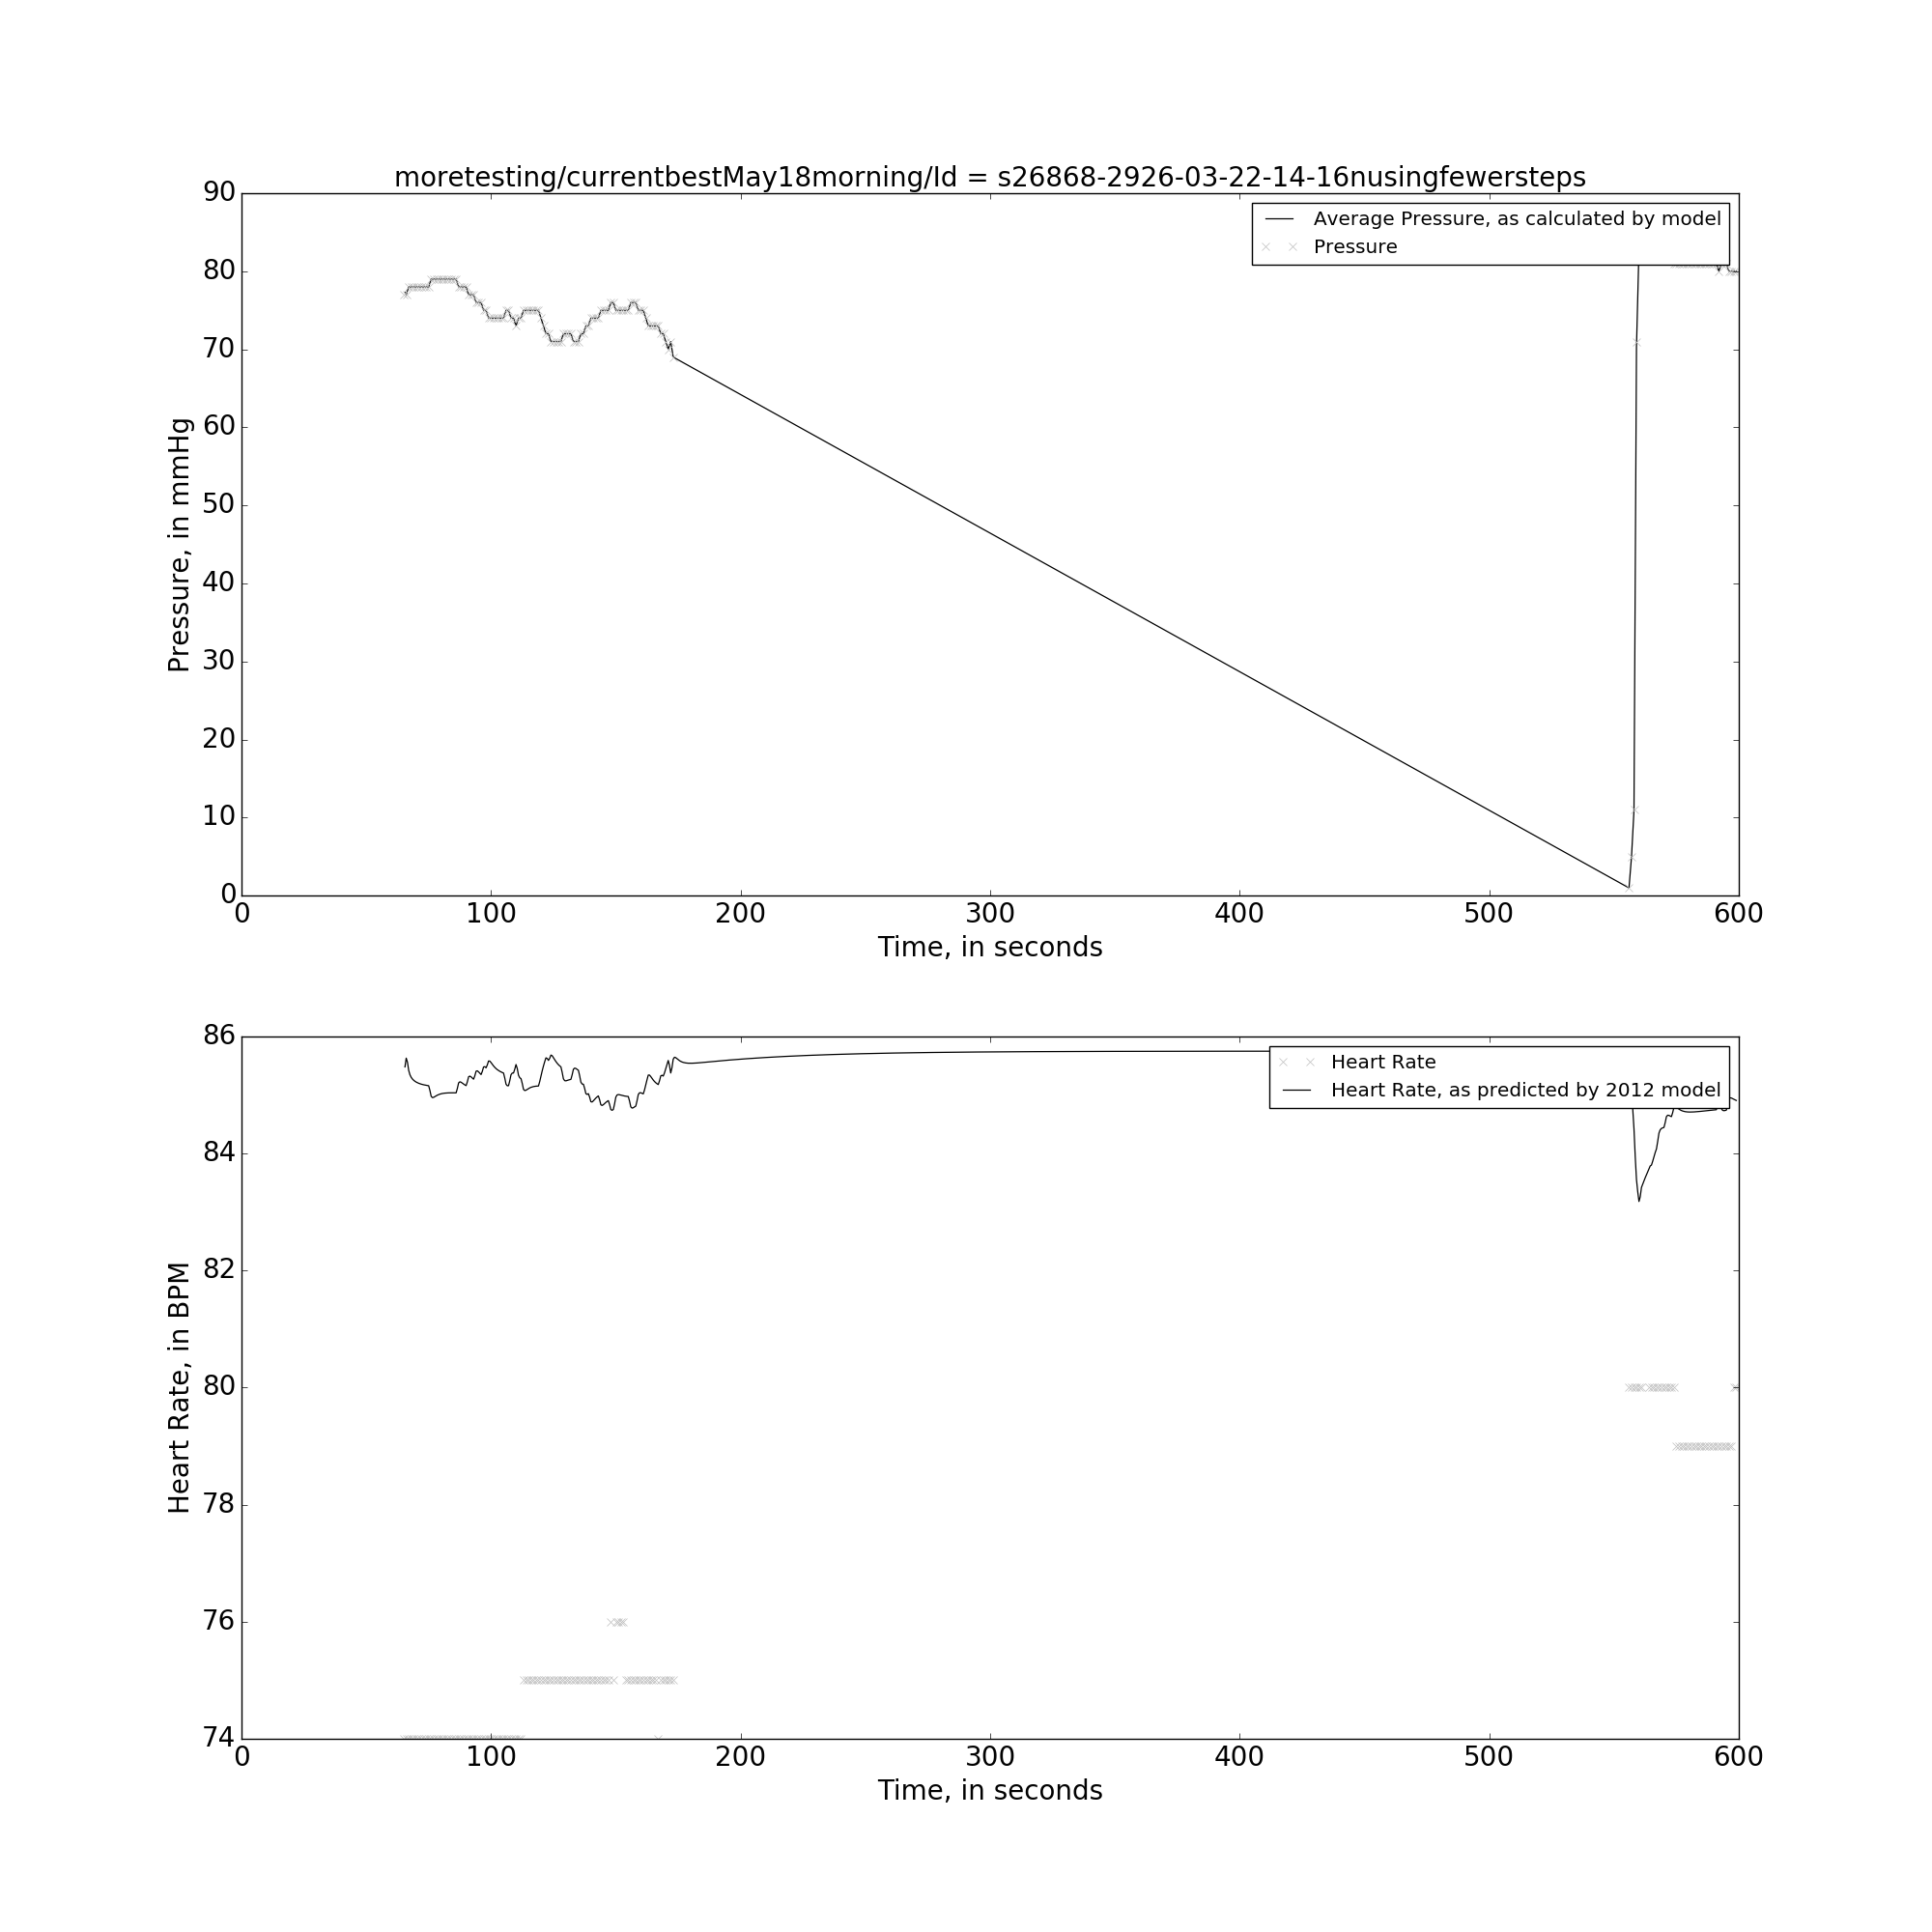 moretesting/currentbestMay18morning/Id = s26868-2926-03-22-14-16nusingfewersteps
90
80
70
60
50
40
30
20
10
0
Pressure, in mmHg
Average Pressure, as calculated by model
Pressure
0 100 200 300 400 500 600
Time, in seconds
86
84
82
80
78
76
74
Heart Rate, in BPM
Heart Rate
Heart Rate, as predicted by 2012 model
0 100 200 300 400 500 600
Time, in seconds